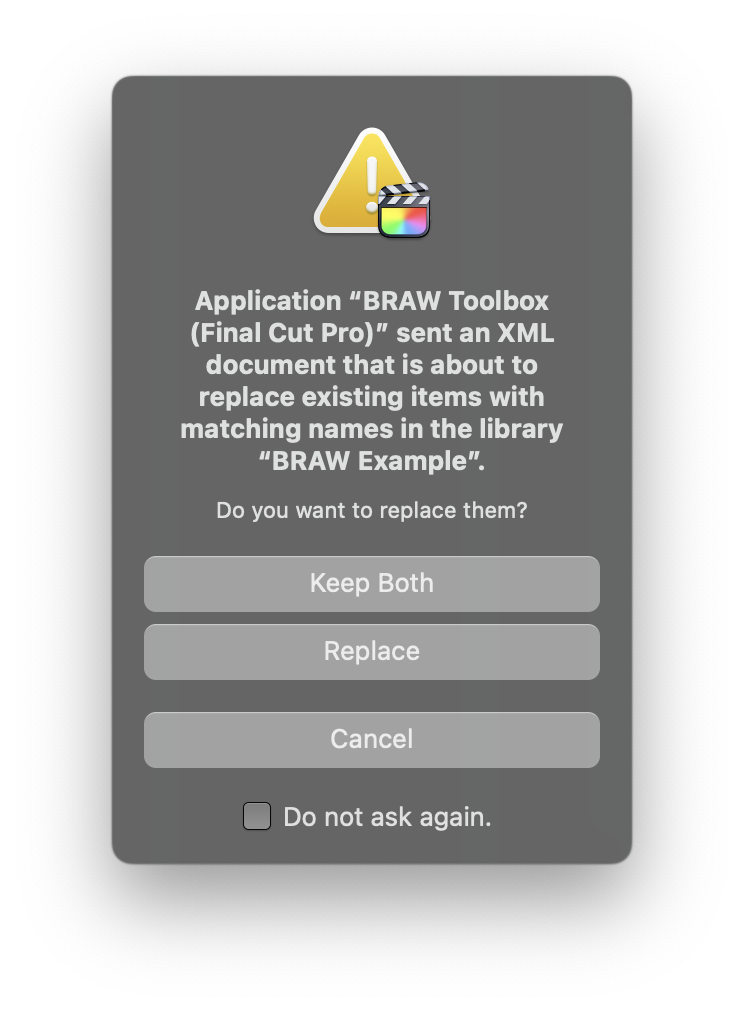 Application “BRAW Toolbox
(Final Cut Pro)” sent an XML
document that is about to
replace existing items with
matching names in the library
“BRAW Example”.
Do you want to replace them?
Keep Both
Replace
Cancel
Do not ask again.